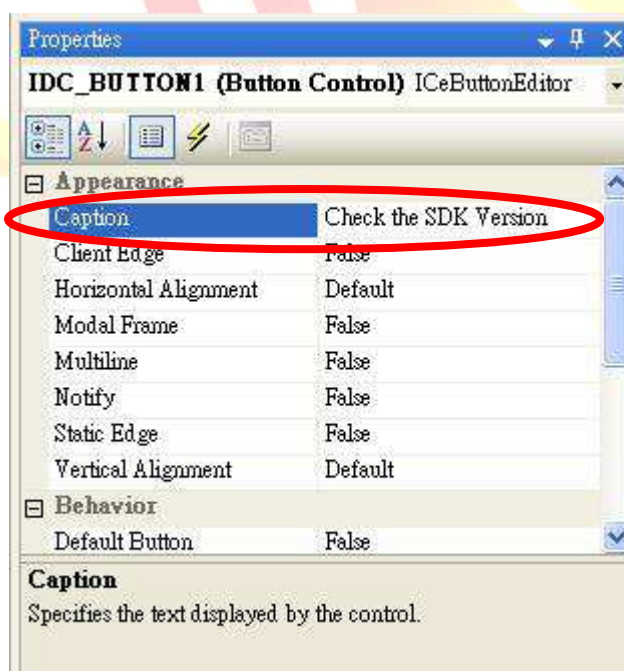 Properties
IDC_BUTTON1 (Button Control) ICeButtonEditor
Appearance
Caption Check the SDK Version
Client Edge False
Horizontal Alignment Default
Modal Frame False
Multiline False
Notify False
Static Edge False
Vertical Alignment Default
Behavior
Default Button False
Caption
Specifies the text displayed by the control.